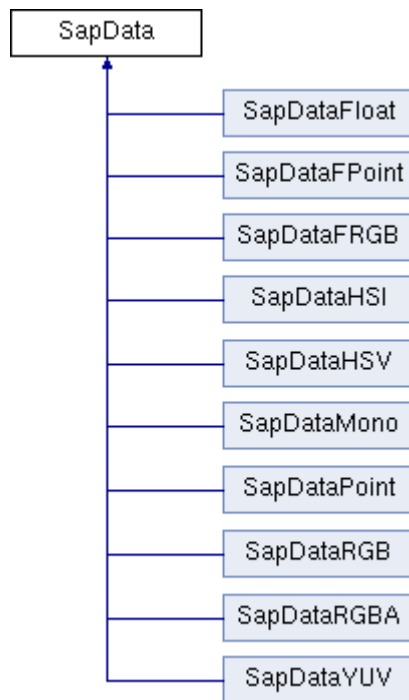 SapData
SapDataFloat
SapDataFPoint
SapDataFRGB
SapDataHSI
SapDataHSV
SapDataMono
SapDataPoint
SapDataRGB
SapDataRGBA
SapDataYUV